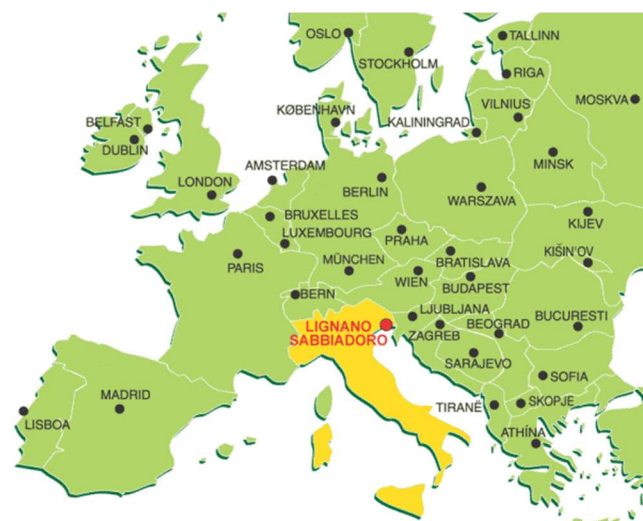 OSLO
TALLINN
STOCKHOLM
RIGA
MOSKVA
VILNIUS
KØBENHAVN
KALININGRAD
BELFAST
DUBLIN
MINSK
AMSTERDAM
LONDON
BERLIN
WARSZAVA
BRUXELLES
KIJEV
LUXEMBOURG
PRAHA
PARIS
MÜNCHEN
BRATISLAVA
KIŠIN'OV
WIEN
BUDAPEST
BERN
LJUBLJANA
BUCURESTI
LIGNANO
SABBIADORO
ZAGREB
BEOGRAD
SARAJEVO
SOFIA
MADRID
SKOPJE
TIRANË
LISBOA
ATHÍNA